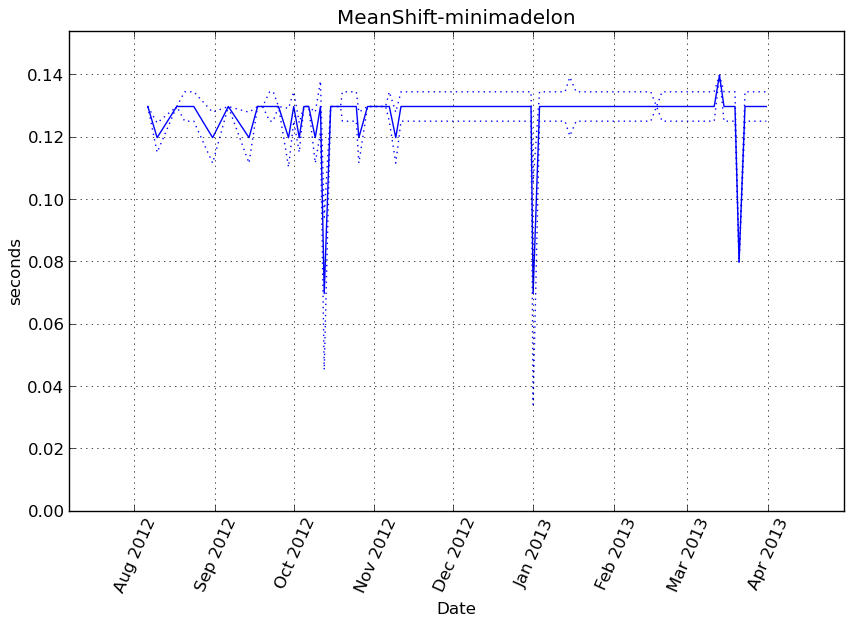 MeanShift-minimadelon
0.14
0.12
0.10
0.08
0.06
0.04
0.02
0.00
seconds
Aug 2012
Sep 2012
Oct 2012
Nov 2012
Dec 2012
Jan 2013
Feb 2013
Mar 2013
Apr 2013
Date